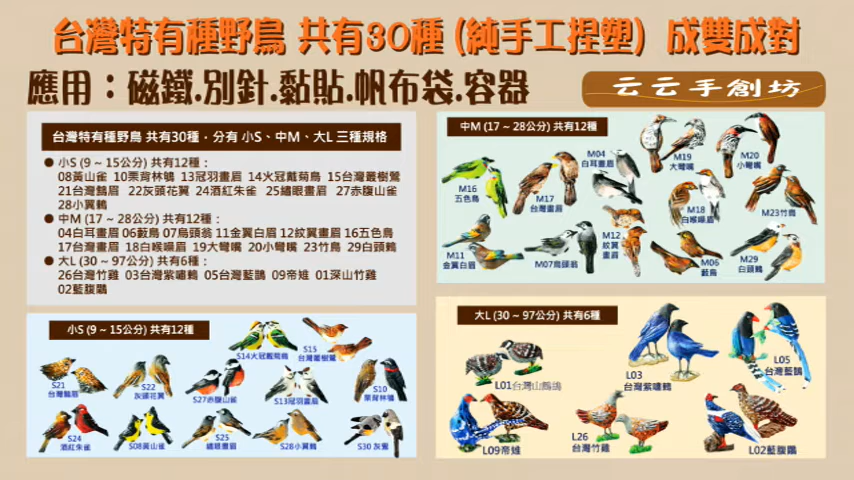 台灣特有種野鳥 共有30種 (純手工捏塑) 成雙成對
應用：磁鐵.別針.黏貼.帆布袋.容器
云云手創坊
台灣特有種野鳥 共有30種．分有 小S、中M、大L 三種規格
● 小S (9 ~ 15公分) 共有12種：
08黃山雀 10栗背林鴝 13冠羽畫眉 14火冠戴菊鳥 15台灣叢樹鶯
21台灣鷦眉 22灰頭花翼 24酒紅朱雀 25繡眼畫眉 27赤腹山雀
28小翼鶇
● 中M (17 ~ 28公分) 共有12種：
04白耳畫眉 06藪鳥 07烏頭翁 11金翼白眉 12紋翼畫眉 16五色鳥
17台灣畫眉 18白喉噪眉 19大彎嘴 20小彎嘴 23竹鳥 29白頭鶇
● 大L (30 ~ 97公分) 共有6種：
26台灣竹雞 03台灣紫嘯鶇 05台灣藍鵲 09帝雉 01深山竹雞
02藍腹鷴
中M (17 ~ 28公分) 共有12種
M16
五色鳥
M17
台灣畫眉
M04
白耳畫眉
M19
大彎嘴
M20
小彎嘴
M18
白喉噪眉
M23竹鳥
M11
金翼白眉
M07烏頭翁
M12
紋翼
畫眉
M06
藪鳥
M29
白頭鶇
小S (9 ~ 15公分) 共有12種
S14火冠戴菊鳥
S15
台灣叢樹鶯
S21
台灣鷦眉
S22
灰頭花翼
S27赤腹山雀
S13冠羽畫眉
S10
栗背林鴝
S24
酒紅朱雀
S08黃山雀
S25
繡眼畫眉
S28小翼鶇
S30 灰鷽
大L (30 ~ 97公分) 共有6種
L01台灣山鷓鴣
L03
台灣紫嘯鶇
L05
台灣藍鵲
L09帝雉
L26
台灣竹雞
L02藍腹鷴